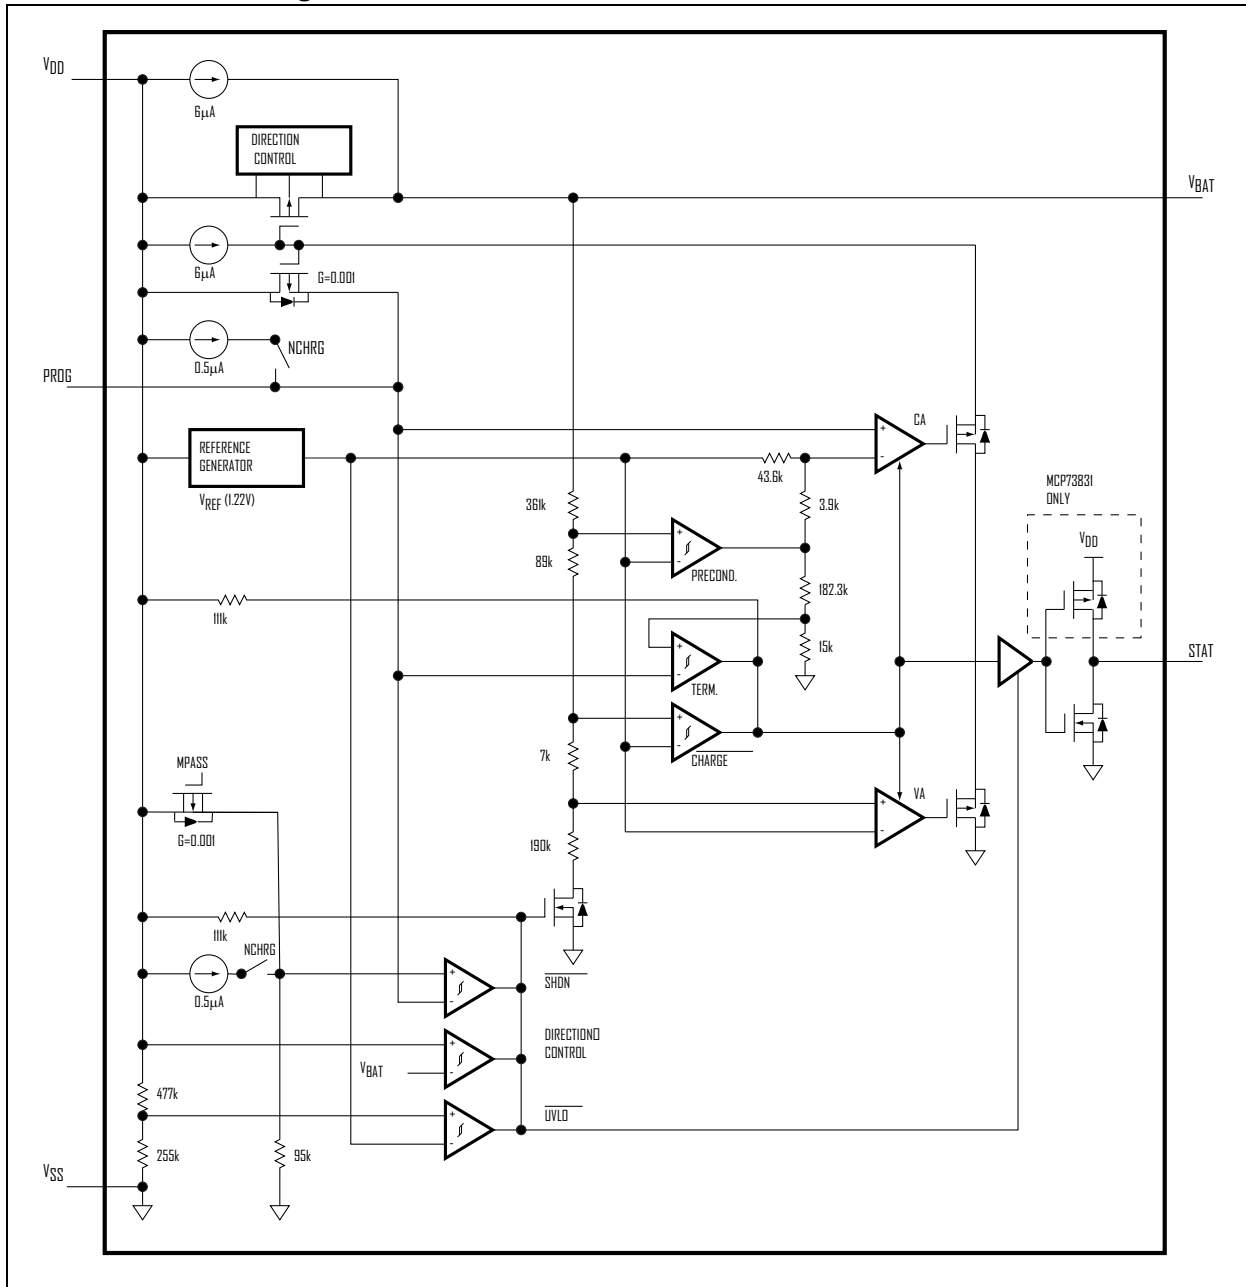 VDD
6µA
DIRECTION
CONTROL
VBAT
6µA
G=0.001
0.5µA
NCHRG
PROG
REFERENCE
GENERATOR
VREF (1.22V)
CA
+
-
43.6k
3.9k
361k
89k
+
-
PRECOND.
182.3k
MCP73831
ONLY
VDD
111k
15k
+
-
TERM.
STAT
+
-
CHARGE
7k
MPASS
G=0.001
VA
+
-
190k
111k
NCHRG
0.5µA
+
-
SHDN
+
-
VBAT
DIRECTION▯
CONTROL
477k
+
-
UVLO
255k
95k
VSS